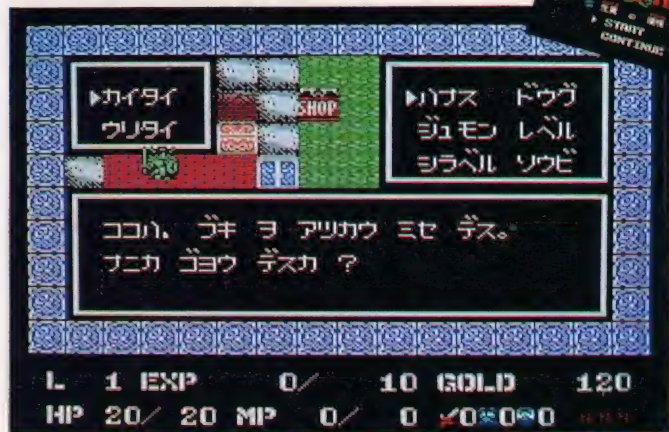 START
CONTINUE
▶カイタイ
ウリタイ
SHOP
▶ハナス ドウグ
ジュモン レベル
シラベル ソウビ
ココハ、ブキ ヲ アツカウ ミセ デス。
ナニカ ゴヨウ デスカ ?
L 1 EXP 0/ 10 GOLD 120
HP 20/ 20 MP 0/ 0 0 0 0